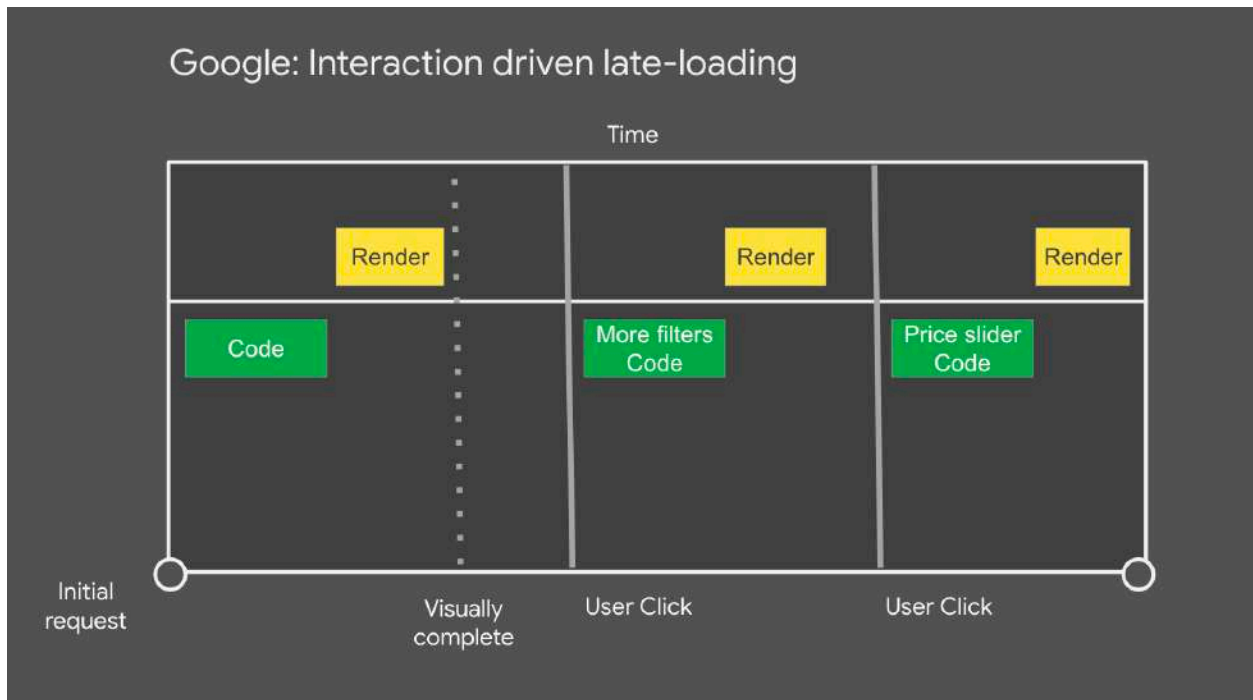 Google: Interaction driven late-loading
Time
Render
Render
Render
Code
More filters
Code
Price slider
Code
Initial
request
Visually
complete
User Click
User Click